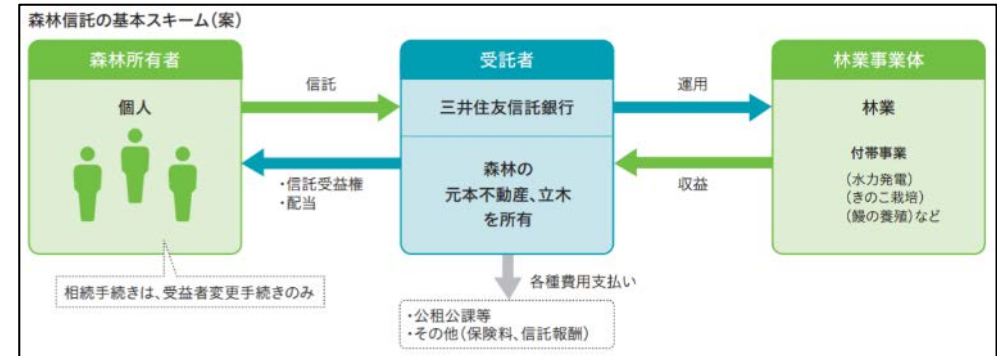 森林信託の基本スキーム(案)
森林所有者
個人
相続手続きは、受益者変更手続きのみ
信託
・信託受益権
・配当
受託者
三井住友信託銀行
森林の
元本不動産、立木
を所有
各種費用支払い
・公租公課等
・その他(保険料、信託報酬)
運用
収益
林業事業体
林業
付帯事業
(水力発電)
(きのこ栽培)
(鰻の養殖)など